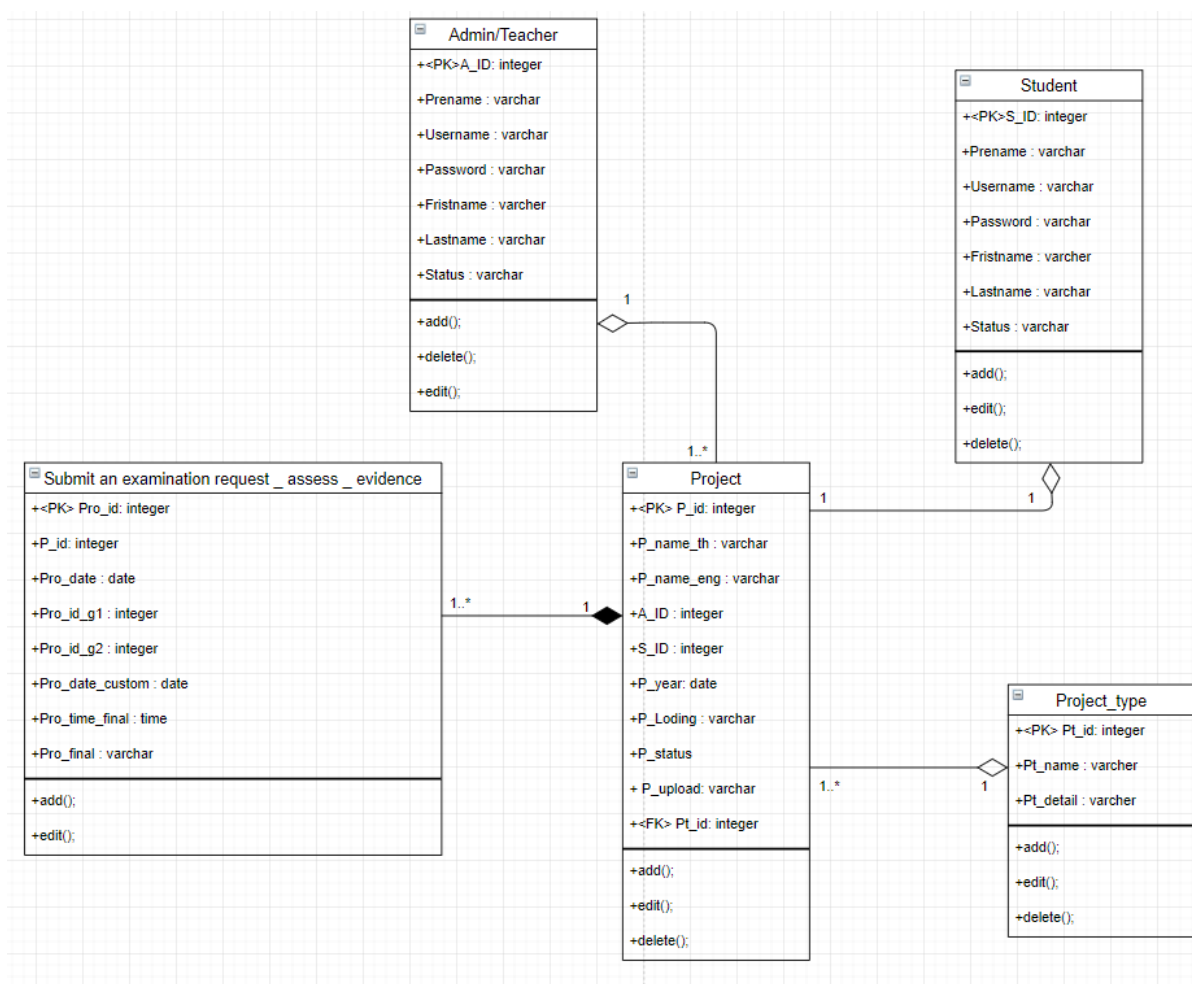 Admin/Teacher
+<PK>A_ID: integer
+Prename : varchar
+Username : varchar
+Password : varchar
+Fristname : varcher
+Lastname : varchar
+Status : varchar
+add();
+delete();
+edit();
1
1..*
Student
+<PK>S_ID: integer
+Prename : varchar
+Username : varchar
+Password : varchar
+Fristname : varcher
+Lastname : varchar
+Status : varchar
+add();
+edit();
+delete();
1
1
Submit an examination request _ assess _ evidence
+<PK> Pro_id: integer
+P_id: integer
+Pro_date : date
+Pro_id_g1 : integer
+Pro_id_g2 : integer
+Pro_date_custom : date
+Pro_time_final : time
+Pro_final : varchar
+add();
+edit();
1..*
1
Project
+<PK> P_id: integer
+P_name_th : varchar
+P_name_eng : varchar
+A_ID : integer
+S_ID : integer
+P_year: date
+P_Loding : varchar
+P_status
+ P_upload: varchar
+<FK> Pt_id: integer
+add();
+edit();
+delete();
1..*
1
Project_type
+<PK> Pt_id: integer
+Pt_name : varcher
+Pt_detail : varcher
+add();
+edit();
+delete();